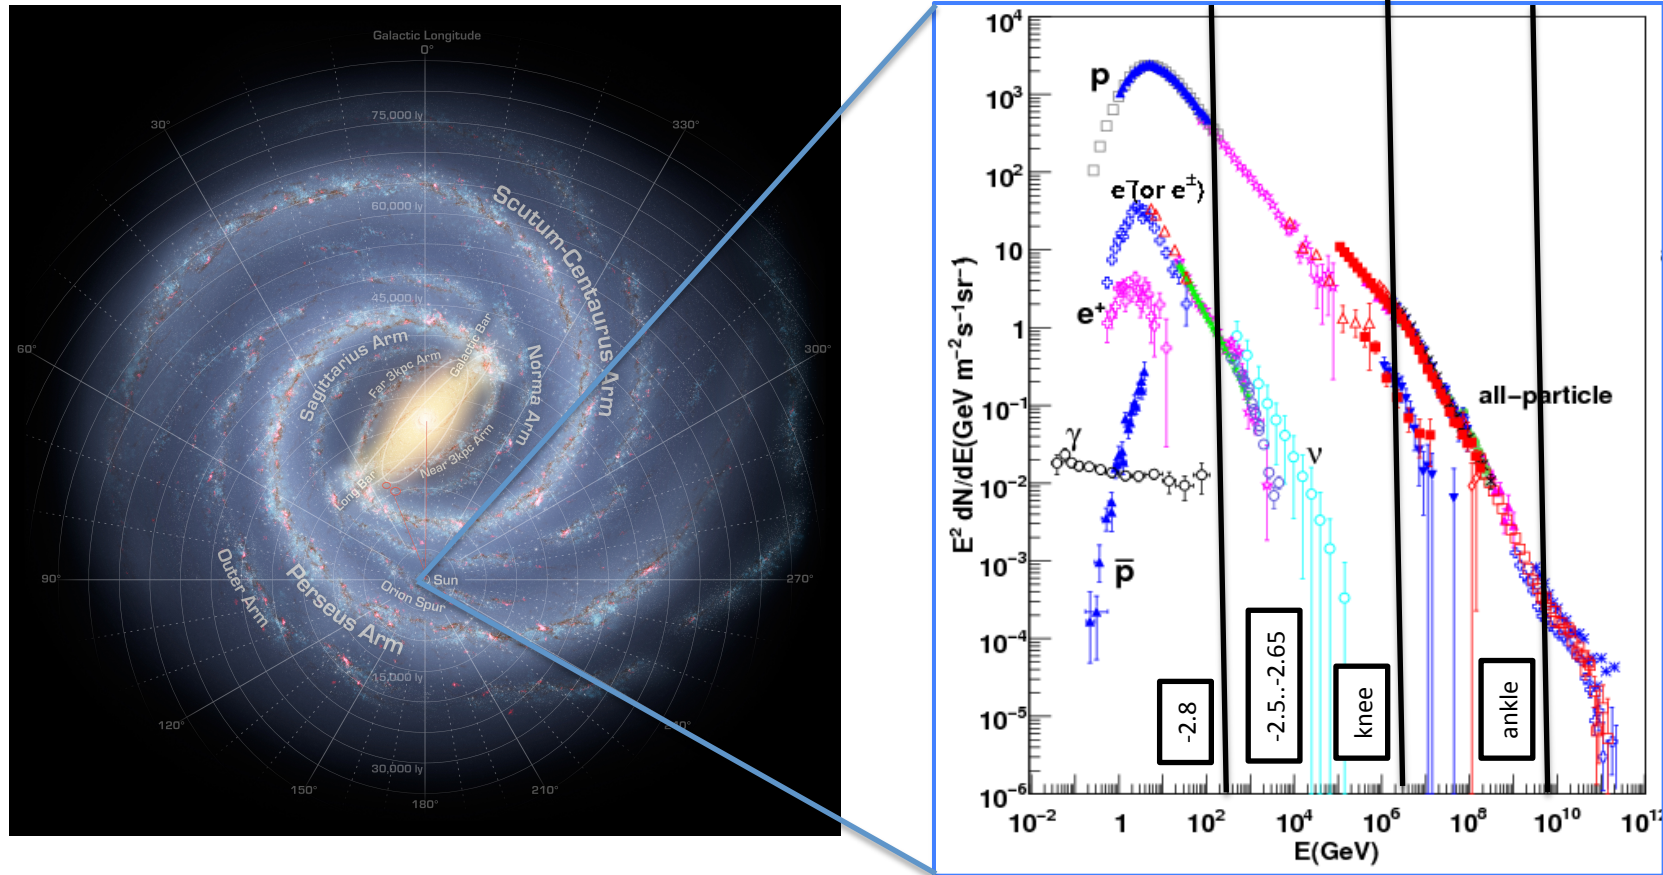 Galactic Longitude
0°
30°
330°
75,000 ly
60,000 ly
45,000 ly
Scutum-Centaurus Arm
60°
300°
Sagittarius Arm
Far 3kpc Arm
Galactic Bar
Norma Arm
Near 3kpc Arm
Long Bar
Outer Arm
Perseus Arm
Orion Spur
Sun
90°
270°
15,000 ly
30,000 ly
120°
240°
150°
210°
180°
E² dN/dE(GeV m⁻²s⁻¹sr⁻¹)
10⁴
10³
10²
10
1
10⁻¹
10⁻²
10⁻³
10⁻⁴
10⁻⁵
10⁻⁶
p
e⁻(or e±)
e⁺
γ
ν
p̅
all-particle
-2.8
-2.5..-2.65
knee
ankle
10⁻²
1
10²
10⁴
10⁶
10⁸
10¹⁰
10¹²
E(GeV)